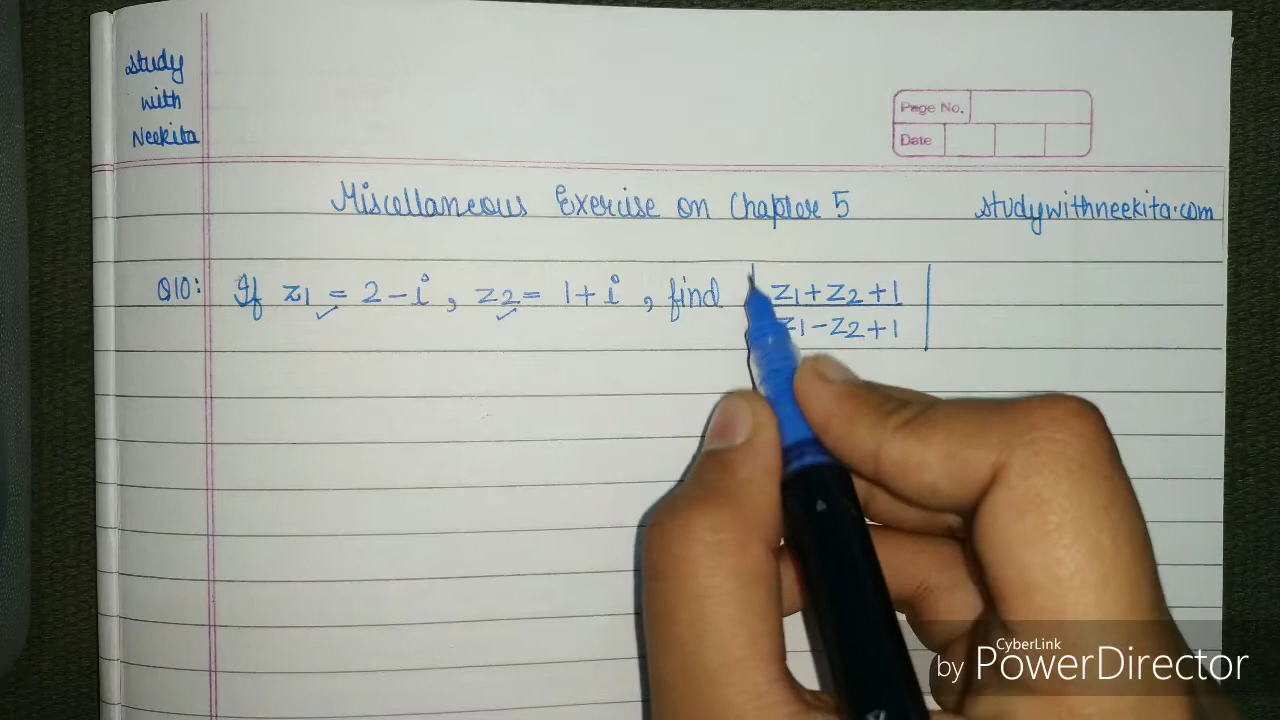 study
with
Neekita
Page No.
Date
Miscellaneous Exercise on Chapter 5
studywithneekita.com
Q10: If z1 = 2-i, z2 = 1+i, find | z1+z2+1
z1-z2+1 |
CyberLink
by PowerDirector